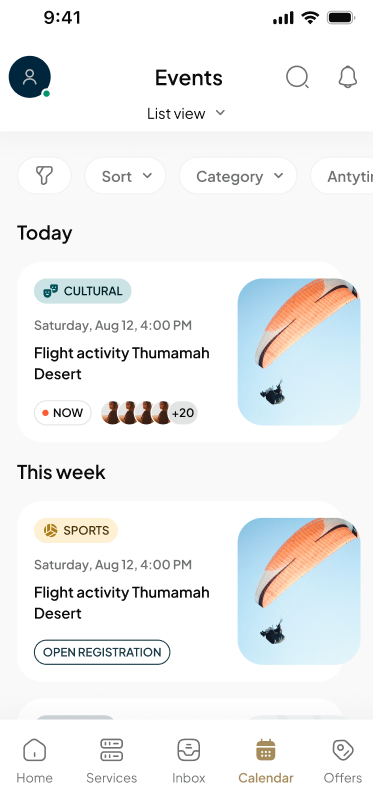 9:41
Events
List view
Sort
Category
Today
CULTURAL
Saturday, Aug 12, 4:00 PM
Flight activity Thumamah
Desert
NOW
+20
This week
SPORTS
Saturday, Aug 12, 4:00 PM
Flight activity Thumamah
Desert
OPEN REGISTRATION
Home
Services
Inbox
Calendar
Offers